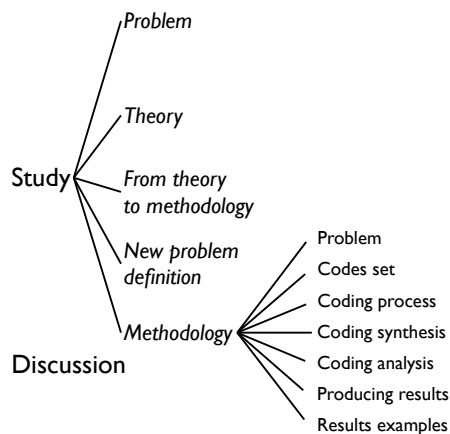 Problem
Theory
Study
From theory
to methodology
New problem
definition
Methodology
Problem
Codes set
Coding process
Coding synthesis
Coding analysis
Producing results
Results examples
Discussion